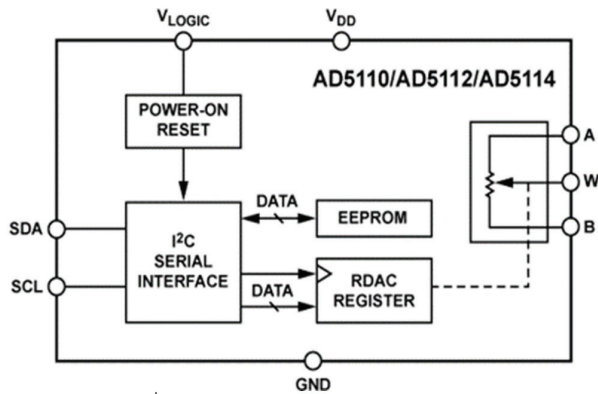 VLOGIC
VDD
AD5110/AD5112/AD5114
POWER-ON
RESET
A
W
B
DATA
EEPROM
SDA
I²C
SERIAL
INTERFACE
SCL
DATA
RDAC
REGISTER
GND